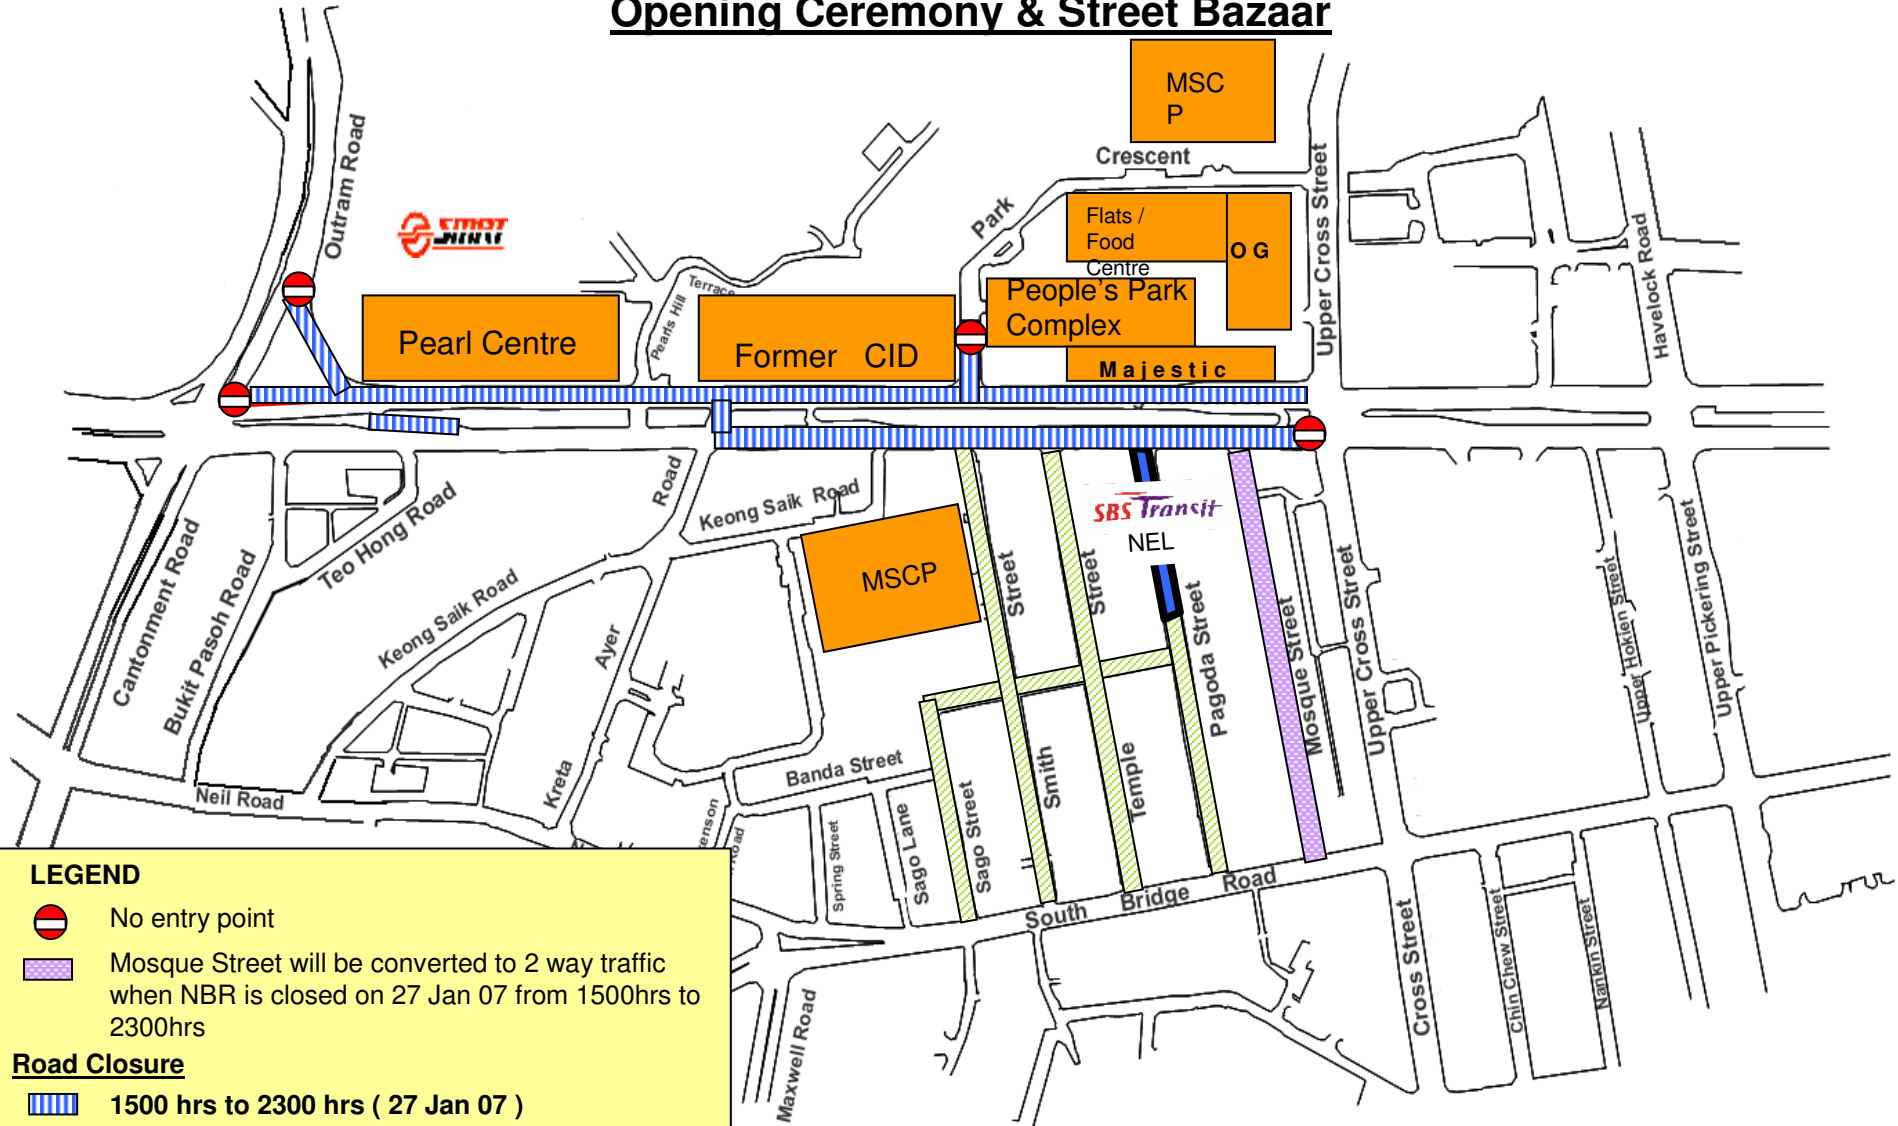 Opening Ceremony & Street Bazaar
MSC
P
Crescent
Park
Outram Road
SMRT
Flats /
Food
Centre
O G
Upper Cross Street
Havelock Road
Terrace
Pearls Hill
People's Park
Complex
Pearl Centre
Former CID
Majestic
Road
Keong Saik Road
SBS Transit
NEL
MSCP
Street
Street
Cantonment Road
Bukit Pasoh Road
Teo Hong Road
Keong Saik Road
Ayer
Kreta
Pagoda Street
Mosque Street
Upper Cross Street
Upper Hokien Street
Upper Pickering Street
Neil Road
Banda Street
Smith
Temple
Sago Street
Sago Lane
Spring Street
enson
Road
South Bridge Road
Cross Street
Chin Chew Street
Nankin Street
Maxwell Road
LEGEND
No entry point
Mosque Street will be converted to 2 way traffic
when NBR is closed on 27 Jan 07 from 1500hrs to
2300hrs
Road Closure
1500 hrs to 2300 hrs ( 27 Jan 07 )